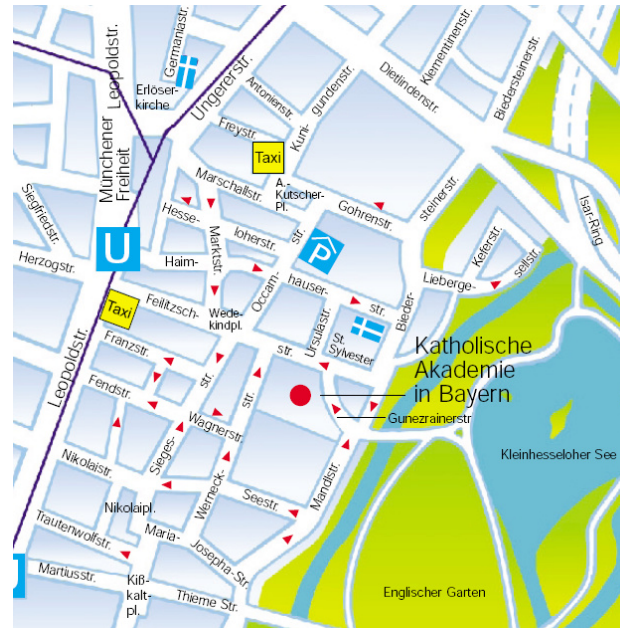 Germaniastr.
Leopoldstr.
Münchener
Freiheit
Erlöser-
kirche
Ungererstr.
Antonienstr.
Kuni-
gundenstr.
Dietlindenstr.
Klementinenstr.
Biedersteinerstr.
Freystr.
Taxi
Marschallstr.
A.-
Kutscher-
Pl.
Gohrenstr.
steinerstr.
Isar-Ring
Siegfriedstr.
Hesse-
loherstr.
str.
Marktstr.
Keferstr.
U
P
Herzogstr.
Haim-
hauser-
str.
Occam-
Lieberge-
sellstr.
Taxi
Feilitzsch-
Wede-
kindpl.
Ursulastr.
St.
Sylvester
Bieder-
Franzstr.
str.
str.
Katholische
Akademie
in Bayern
Leopoldstr.
Fendstr.
str.
Wagnerstr.
Gunezrainerstr
Kleinhesseloher See
Nikolaistr.
Sieges-
Werneck-
Seestr.
Mandlstr.
Nikolaipl.
Trautenwolfstr.
Maria-
Josepha-Str.
Martiusstr.
Kiß-
kalt-
pl.
Thieme Str.
Englischer Garten